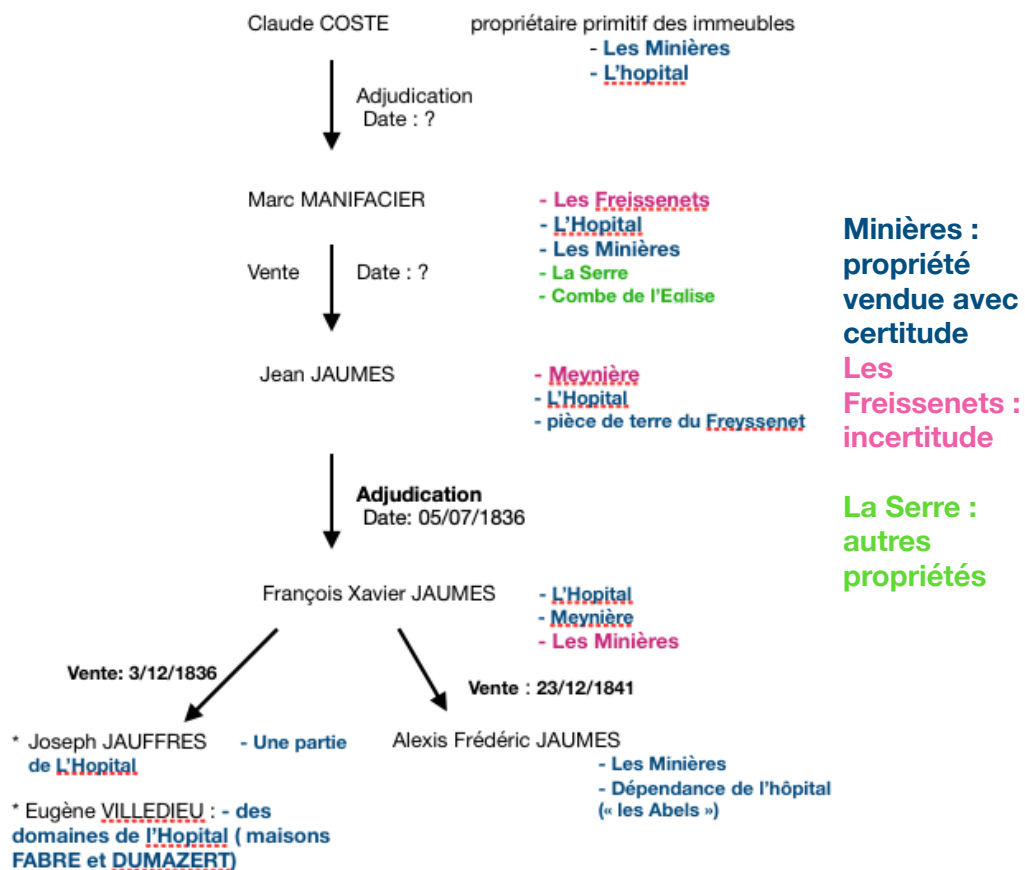 Claude COSTE propriétaire primitif des immeubles
- Les Minières
- L'hopital
Adjudication
Date : ?
Marc MANIFACIER
- Les Freissenets
- L'Hopital
- Les Minières
- La Serre
- Combe de l'Eglise
Vente Date : ?
Jean JAUMES
- Meynière
- L'Hopital
- pièce de terre du Freyssenet
Adjudication
Date: 05/07/1836
François Xavier JAUMES
- L'Hopital
- Meynière
- Les Minières
Vente: 3/12/1836
Vente : 23/12/1841
* Joseph JAUFFRES - Une partie
de L'Hopital
* Eugène VILLEDIEU : - des
domaines de l'Hopital ( maisons
FABRE et DUMAZERT)
Alexis Frédéric JAUMES
- Les Minières
- Dépendance de l'hôpital
(« les Abels »)
Minières :
propriété
vendue avec
certitude
Les
Freissenets :
incertitude
La Serre :
autres
propriétés